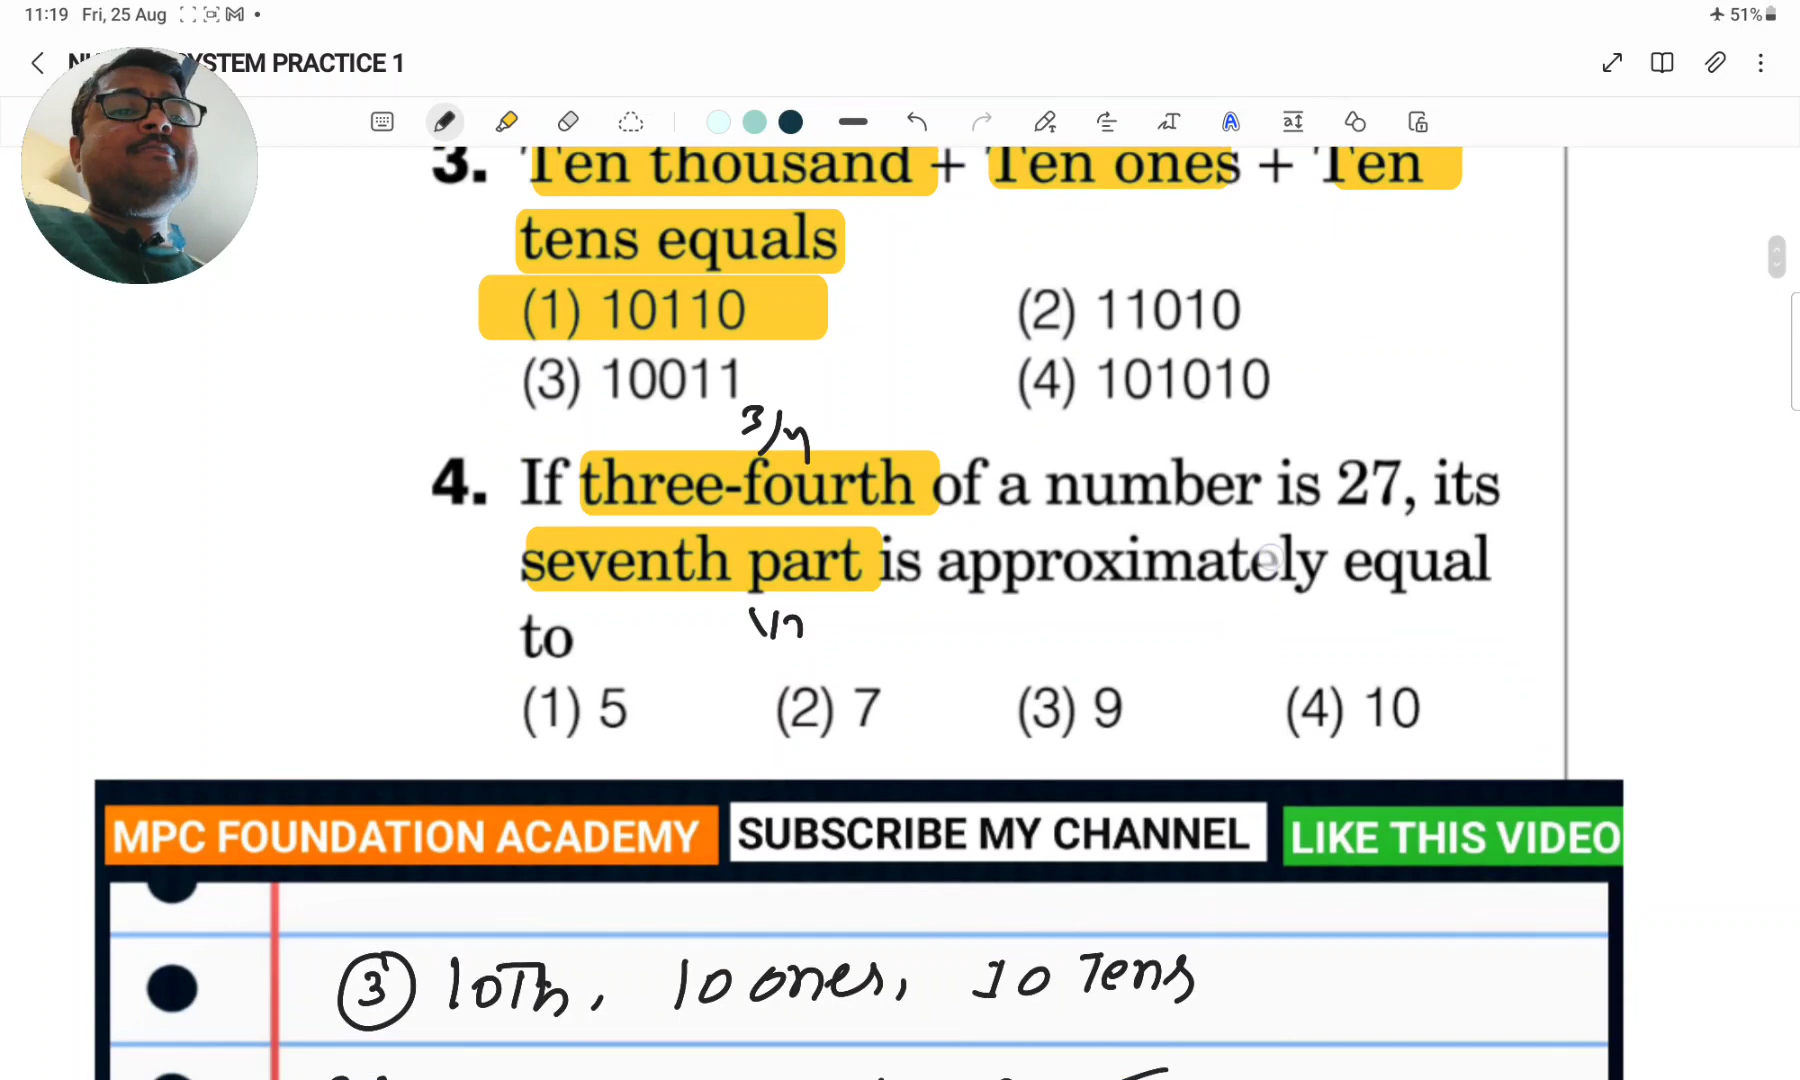 11:19 Fri, 25 Aug
51%
YSTEM PRACTICE 1
3. Ten thousand + Ten ones + Ten
tens equals
(1) 10110 (2) 11010
(3) 10011 (4) 101010
3/4
4. If three-fourth of a number is 27, its
seventh part is approximately equal
to 1/7
(1) 5 (2) 7 (3) 9 (4) 10
MPC FOUNDATION ACADEMY SUBSCRIBE MY CHANNEL LIKE THIS VIDEO
3 10Th, 10 ones, 10 Tens